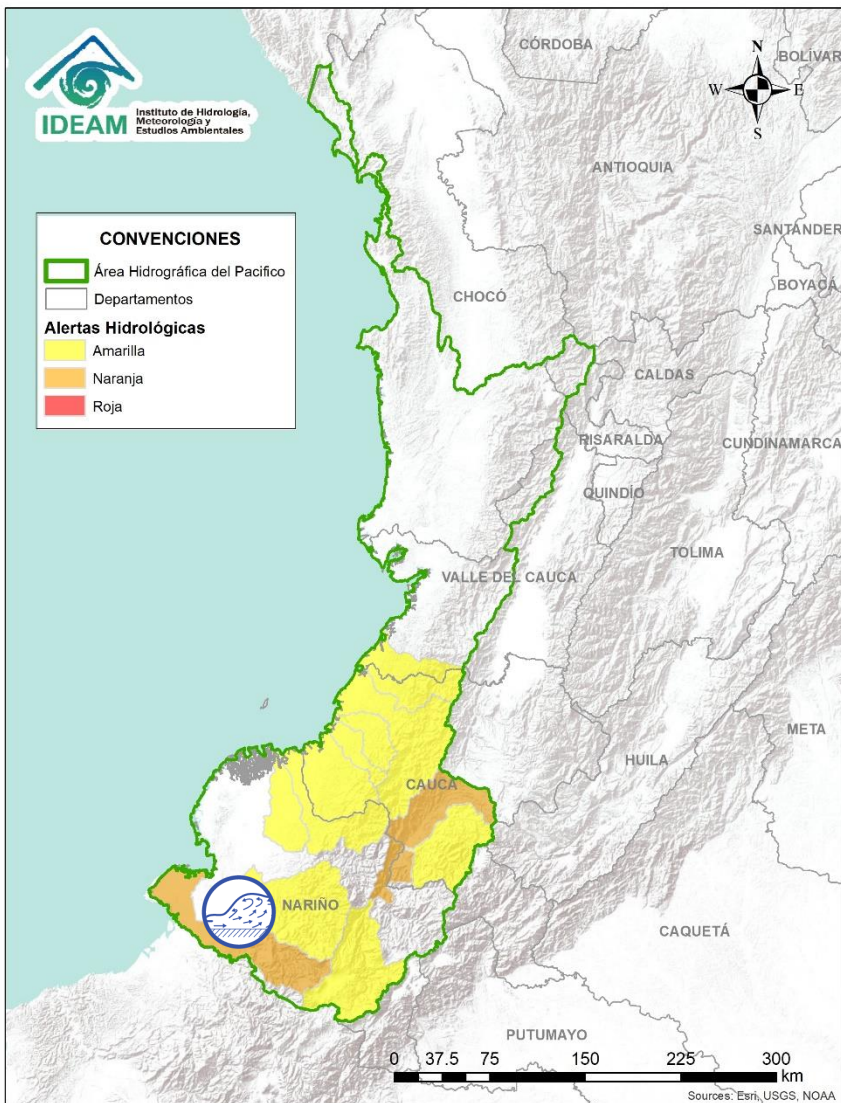 IDEAM
Instituto de Hidrología,
Meteorología y
Estudios Ambientales
CONVENCIONES
Área Hidrográfica del Pacifico
Departamentos
Alertas Hidrológicas
Amarilla
Naranja
Roja
N
W
E
S
CÓRDOBA
BOLÍVAR
ANTIOQUIA
SANTANDER
BOYACÁ
CHOCÓ
CALDAS
RISARALDA
CUNDINAMARCA
QUINDÍO
TOLIMA
VALLE DEL CAUCA
META
HUILA
CAUCA
NARIÑO
CAQUETÁ
PUTUMAYO
0 37.5 75 150 225 300
km
Sources: Esri, USGS, NOAA